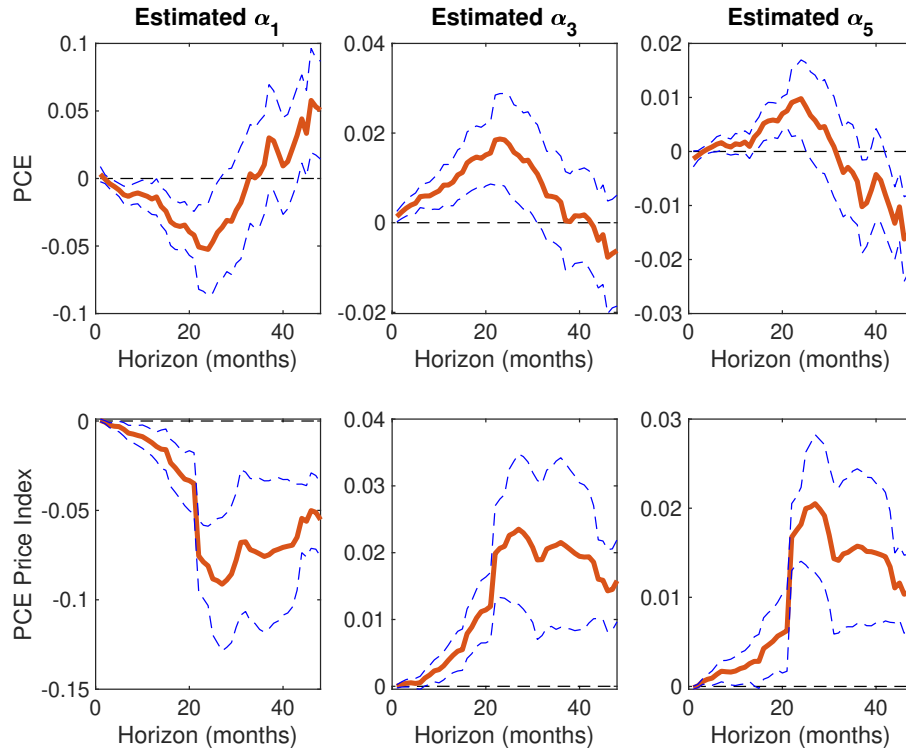 Estimated α1 Estimated α3 Estimated α5
PCE
0.1 0.05 0 -0.05 -0.1
0 20 40
Horizon (months)
0.04 0.02 0 -0.02
0 20 40
Horizon (months)
0.02 0.01 0 -0.01 -0.02 -0.03
0 20 40
Horizon (months)
PCE Price Index
0 -0.05 -0.1 -0.15
0 20 40
Horizon (months)
0.04 0.03 0.02 0.01 0
0 20 40
Horizon (months)
0.03 0.02 0.01 0
0 20 40
Horizon (months)